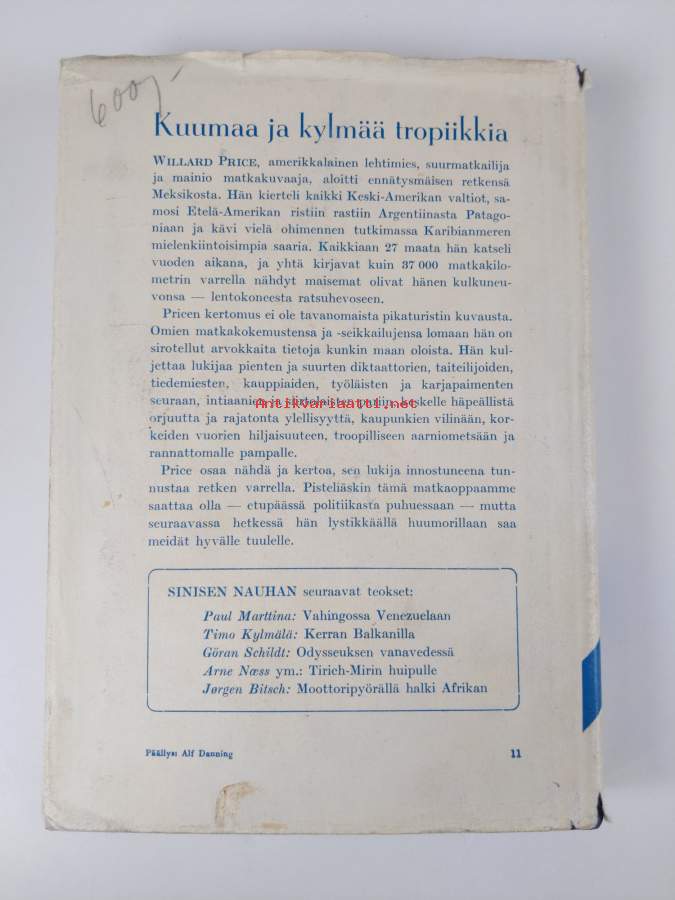 600,-
Kuumaa ja kylmää tropiikkia
WILLARD PRICE, amerikkalainen lehtimies, suurmatkailija
ja mainio matkakuvaaja, aloitti ennätysmäisen retkensä
Meksikosta. Hän kierteli kaikki Keski-Amerikan valtiot, sa-
mosi Etelä-Amerikan ristiin rastiin Argentiinasta Patago-
niaan ja kävi vielä ohimennen tutkimassa Karibianmeren
mielenkiintoisimpia saaria. Kaikkiaan 27 maata hän katseli
vuoden aikana, ja yhtä kirjavat kuin 37 000 matkakilo-
metrin varrella nähdyt maisemat olivat hänen kulkuneu-
vonsa — lentokoneesta ratsuhevoseen.
Pricen kertomus ei ole tavanomaista pikaturistin kuvausta.
Omien matkakokemustensa ja -seikkailujensa lomaan hän on
sirotellut arvokkaita tietoja kunkin maan oloista. Hän kul-
jettaa lukijaa pienten ja suurten diktaattorien, taiteilijoiden,
tiedemiesten, kauppiaiden, työläisten ja karjapaimenten
seuraan, intiaanien ja siirtolaisten pariin, keskelle häpeällistä
Antikvariaatti.net
orjuutta ja rajatonta ylellisyyttä, kaupunkien vilinään, kor-
keiden vuorien hiljaisuuteen, troopilliseen aarniometsään ja
rannattomalle pampalle.
Price osaa nähdä ja kertoa, sen lukija innostuneena tun-
nustaa retken varrella. Pisteliäskin tämä matkaoppaamme
saattaa olla — etupäässä politiikasta puhuessaan — mutta
seuraavassa hetkessä hän lystikkäällä huumorillaan saa
meidät hyvälle tuulelle.
SINISEN NAUHAN seuraavat teokset:
Paul Marttina: Vahingossa Venezuelaan
Timo Kylmälä: Kerran Balkanilla
Göran Schildt: Odysseuksen vanavedessä
Arne Næss ym.: Tirich-Mirin huipulle
Jørgen Bitsch: Moottoripyörällä halki Afrikan
Päällys: Alf Danning
11